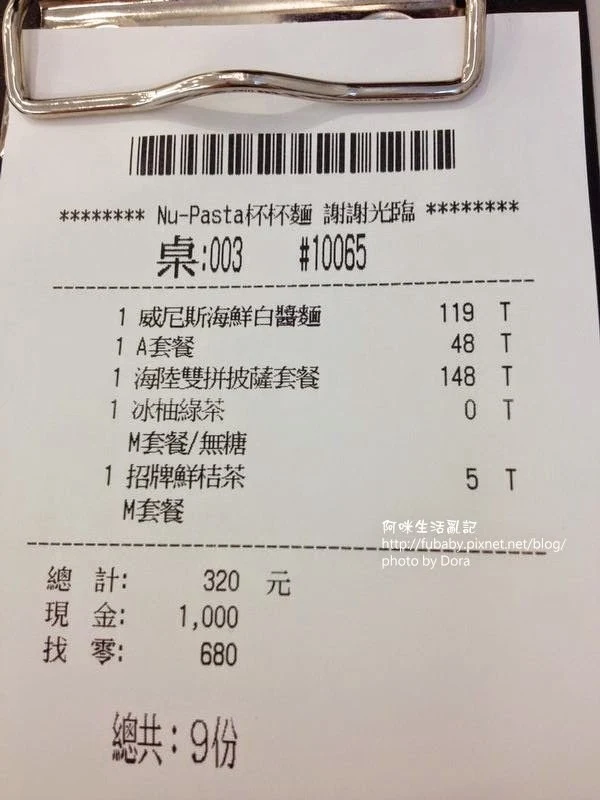 ******** Nu-Pasta杯杯麵 謝謝光臨 ********
桌:003 #10065
1 威尼斯海鮮白醬麵 119 T
1 A套餐 48 T
1 海陸雙拼披薩套餐 148 T
1 冰柚綠茶 0 T
M套餐/無糖
1 招牌鮮桔茶 5 T
M套餐
阿咪生活亂記
http://fubaby.pixnet.net/blog/
photo by Dora
總 計: 320 元
現 金: 1,000
找 零: 680
總共:9份